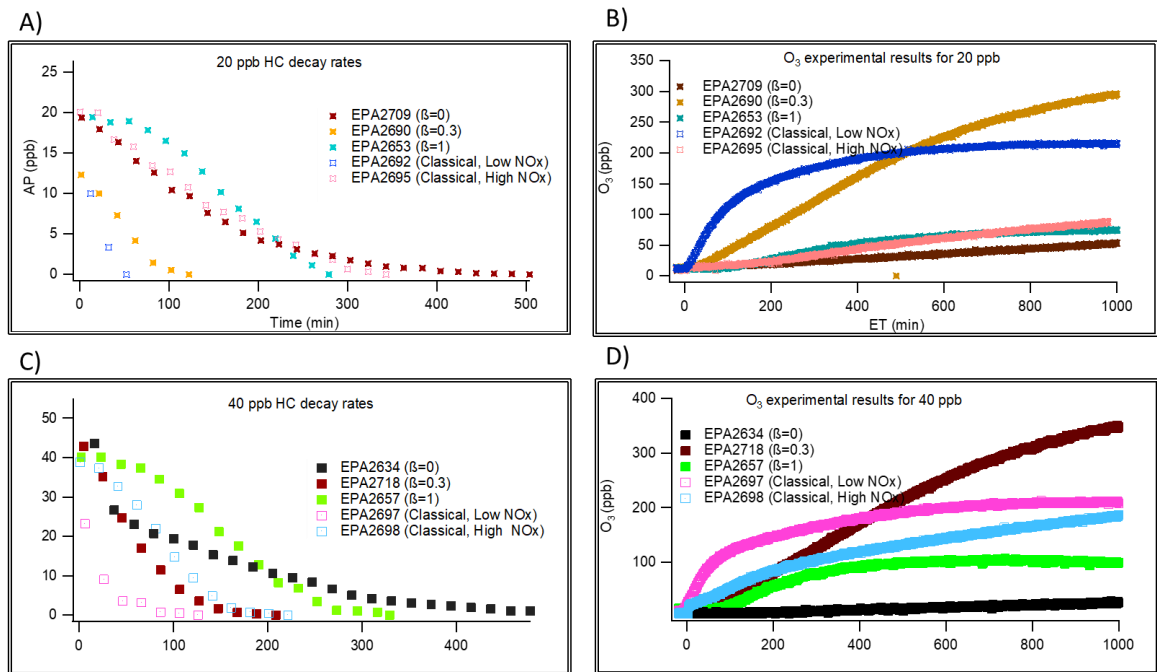 A)
20 ppb HC decay rates
25
20
15
10
5
0
AP (ppb)
EPA2709 (ß=0)
EPA2690 (ß=0.3)
EPA2653 (ß=1)
EPA2692 (Classical, Low NOx)
EPA2695 (Classical, High NOx)
0 100 200 300 400 500
Time (min)
B)
O₃ experimental results for 20 ppb
350
300
250
200
150
100
50
0
O₃ (ppb)
EPA2709 (ß=0)
EPA2690 (ß=0.3)
EPA2653 (ß=1)
EPA2692 (Classical, Low NOx)
EPA2695 (Classical, High NOx)
0 200 400 600 800 1000
ET (min)
C)
40 ppb HC decay rates
50
40
30
20
10
0
EPA2634 (ß=0)
EPA2718 (ß=0.3)
EPA2657 (ß=1)
EPA2697 (Classical, Low NOx)
EPA2698 (Classical, High NOx)
0 100 200 300 400
D)
O₃ experimental results for 40 ppb
400
300
200
100
O₃ (ppb)
EPA2634 (ß=0)
EPA2718 (ß=0.3)
EPA2657 (ß=1)
EPA2697 (Classical, Low NOx)
EPA2698 (Classical, High NOx)
0 200 400 600 800 1000